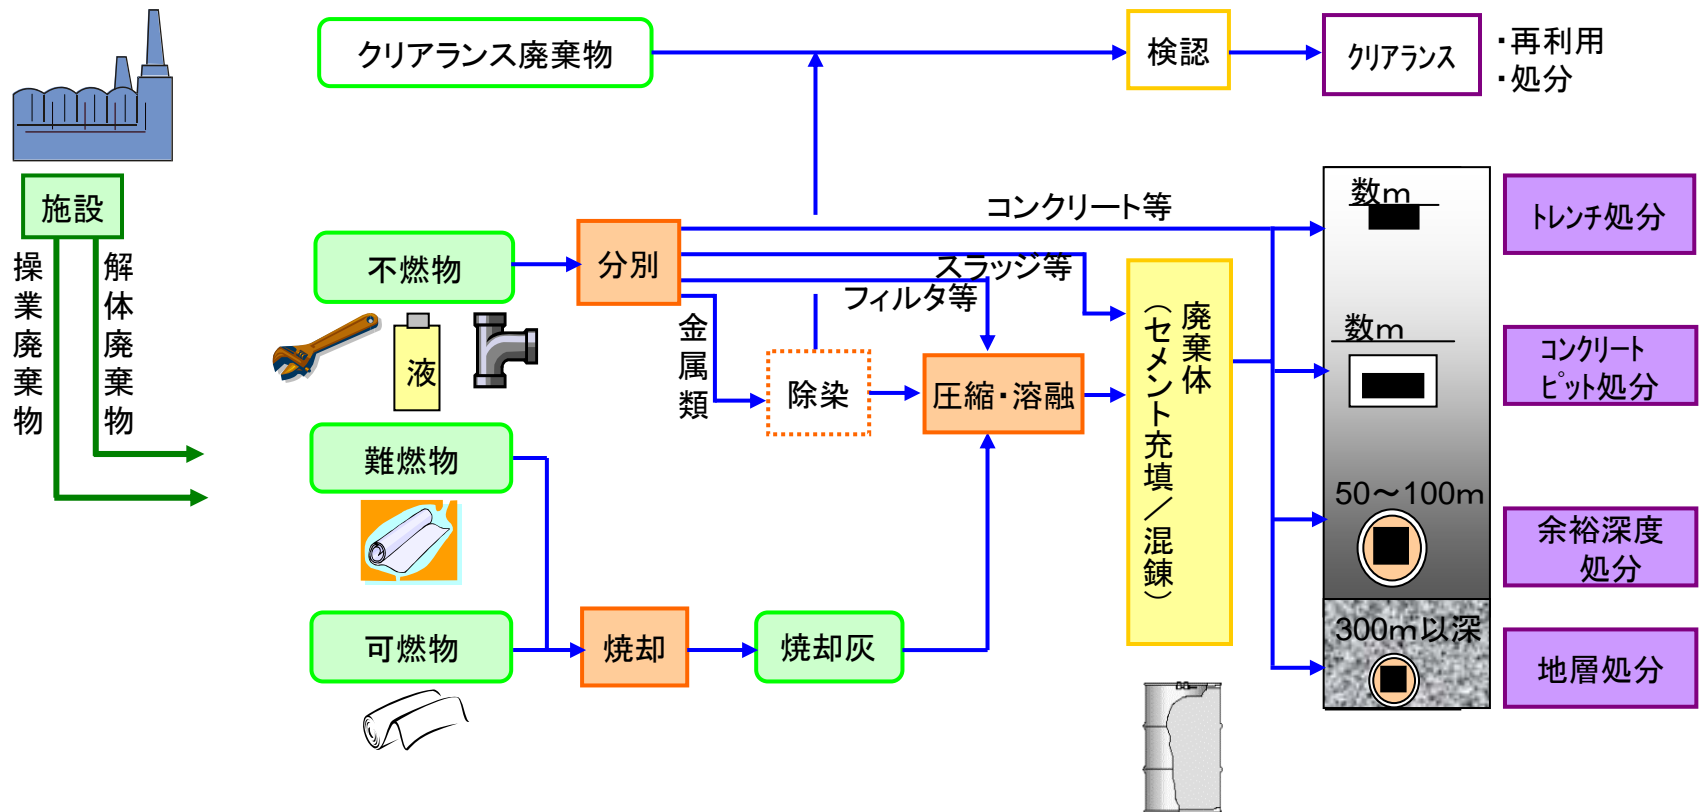 クリアランス廃棄物
検認
クリアランス
・再利用
・処分
施設
操業廃棄物
解体廃棄物
不燃物
分別
コンクリート等
スラッジ等
フィルタ等
金属類
液
除染
圧縮・溶融
廃棄体
（セメント充填／混錬）
難燃物
可燃物
焼却
焼却灰
数m
トレンチ処分
数m
コンクリート
ピット処分
50～100m
余裕深度
処分
300m以深
地層処分